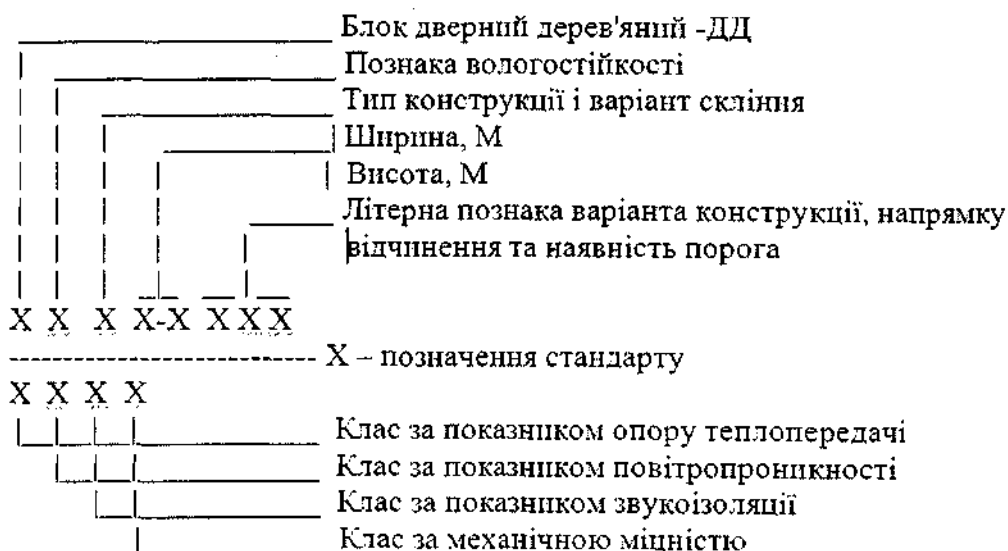 Блок дверний дерев'яний -ДД
Познака вологостійкості
Тип конструкції і варіант скління
Ширина, М
Висота, М
Літерна познака варіанта конструкції, напрямку
відчинення та наявність порога
Х Х Х Х-Х Х Х Х
Х – позначення стандарту
Х Х Х Х
Клас за показником опору теплопередачі
Клас за показником повітропроникності
Клас за показником звукоізоляції
Клас за механічною міцністю